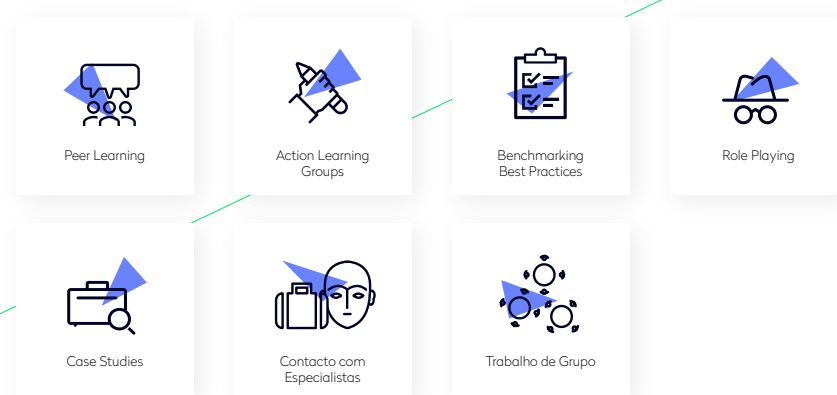 Peer Learning
Action Learning
Groups
Benchmarking
Best Practices
Role Playing
Case Studies
Contacto com
Especialistas
Trabalho de Grupo